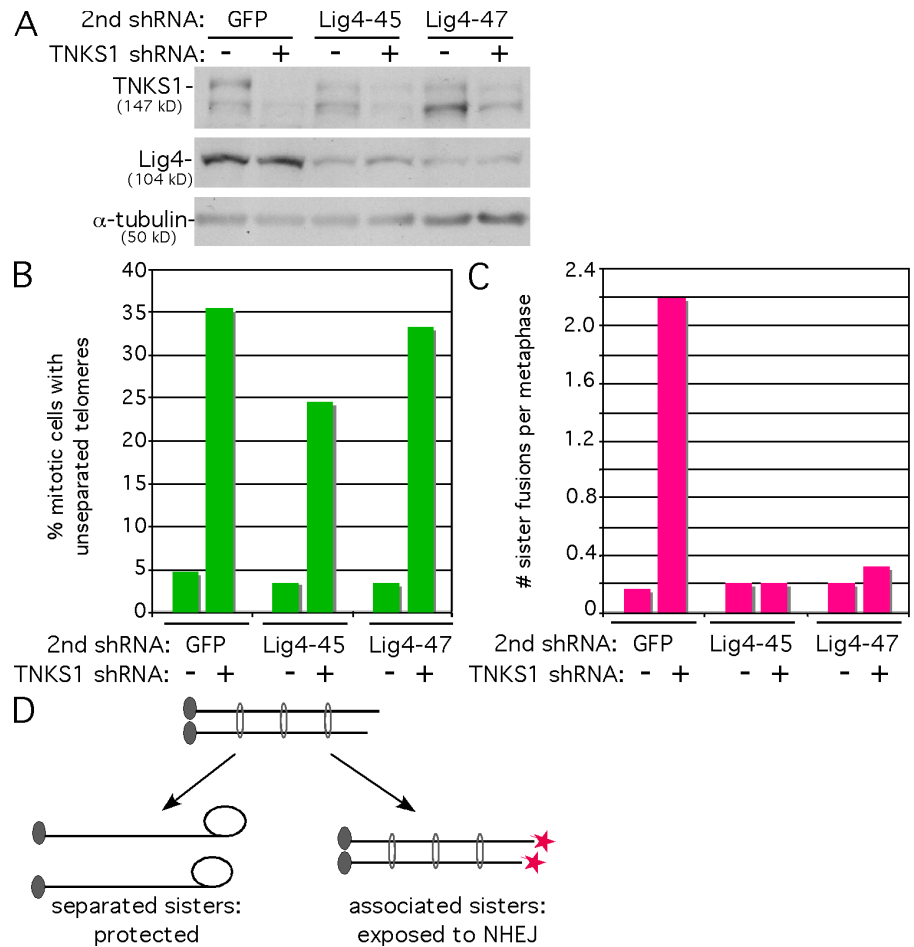 A
2nd shRNA: GFP Lig4-45 Lig4-47
TNKS1 shRNA: - + - + - +
TNKS1-
(147 kD)
Lig4-
(104 kD)
α-tubulin-
(50 kD)
B
% mitotic cells with
unseparated telomeres
40
35
30
25
20
15
10
5
0
2nd shRNA: GFP Lig4-45 Lig4-47
TNKS1 shRNA: - + - + - +
C
# sister fusions per metaphase
2.4
2.0
1.6
1.2
0.8
0.4
0
2nd shRNA: GFP Lig4-45 Lig4-47
TNKS1 shRNA: - + - + - +
D
separated sisters:
protected
associated sisters:
exposed to NHEJ